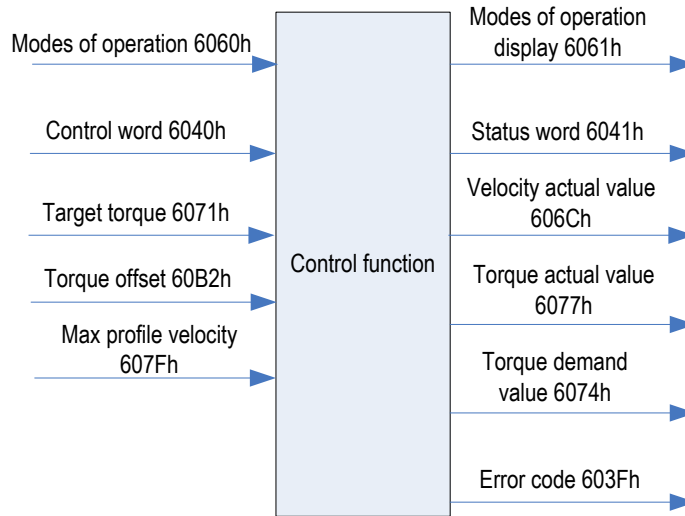 Modes of operation 6060h
Control word 6040h
Target torque 6071h
Torque offset 60B2h
Max profile velocity
607Fh
Control function
Modes of operation
display 6061h
Status word 6041h
Velocity actual value
606Ch
Torque actual value
6077h
Torque demand
value 6074h
Error code 603Fh